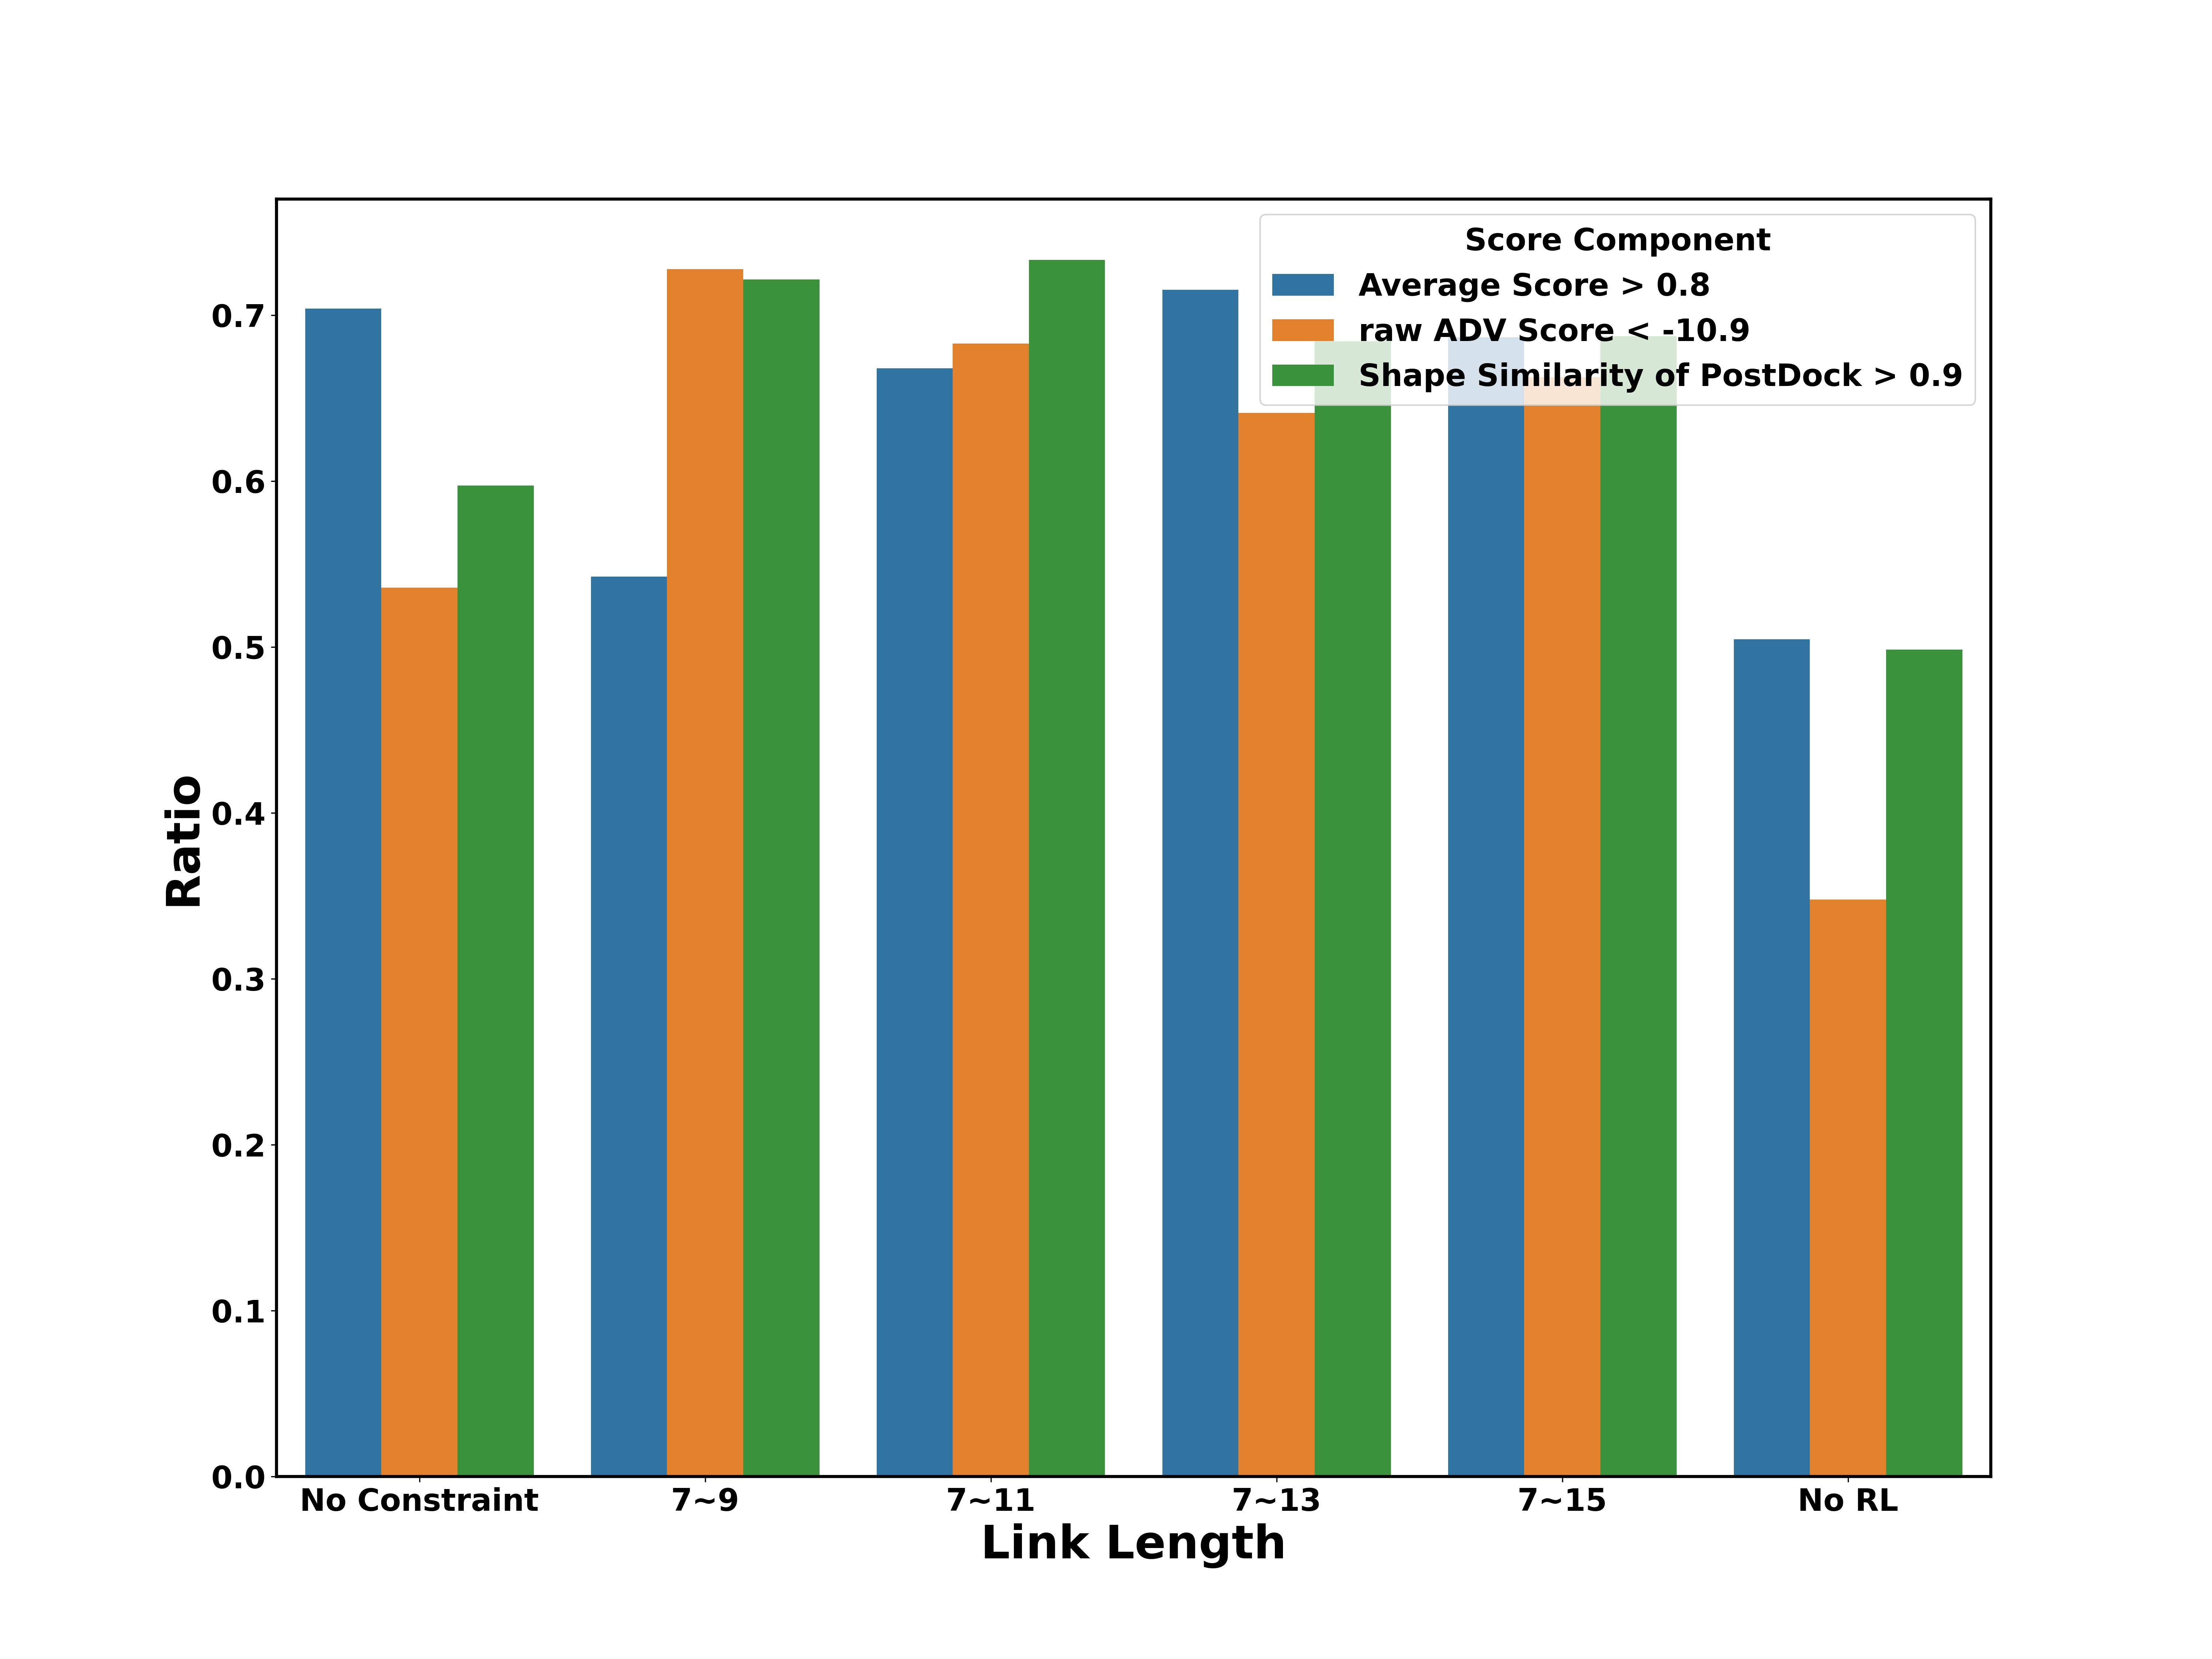 Score Component
Average Score > 0.8
raw ADV Score < -10.9
Shape Similarity of PostDock > 0.9
Ratio
0.7
0.6
0.5
0.4
0.3
0.2
0.1
0.0
No Constraint 7~9 7~11 7~13 7~15 No RL
Link Length